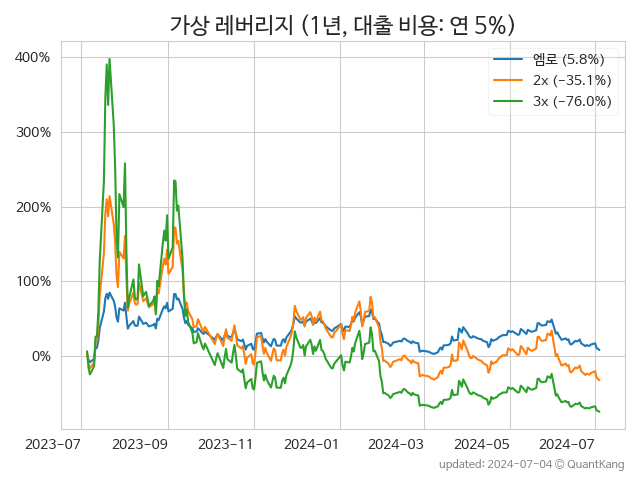 가상 레버리지 (1년, 대출 비용: 연 5%)
엠로 (5.8%)
2x (−35.1%)
3x (−76.0%)
400%
300%
200%
100%
0%
2023-07 2023-09 2023-11 2024-01 2024-03 2024-05 2024-07
updated: 2024-07-04 © QuantKang